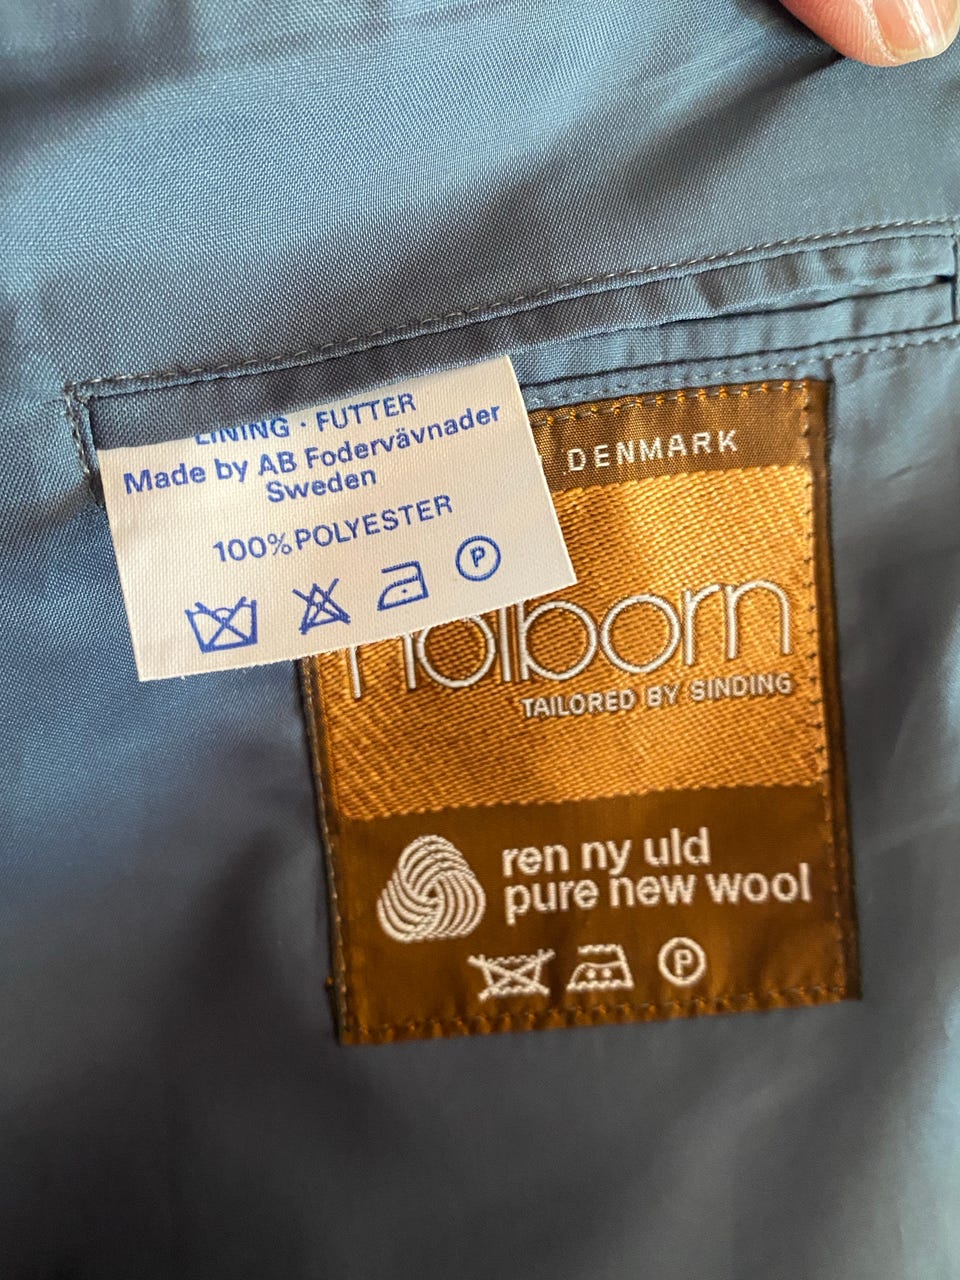 LINING · FUTTER
Made by AB Fodervävnader
Sweden
100% POLYESTER
P
DENMARK
holborn
TAILORED BY SINDING
ren ny uld
pure new wool
P